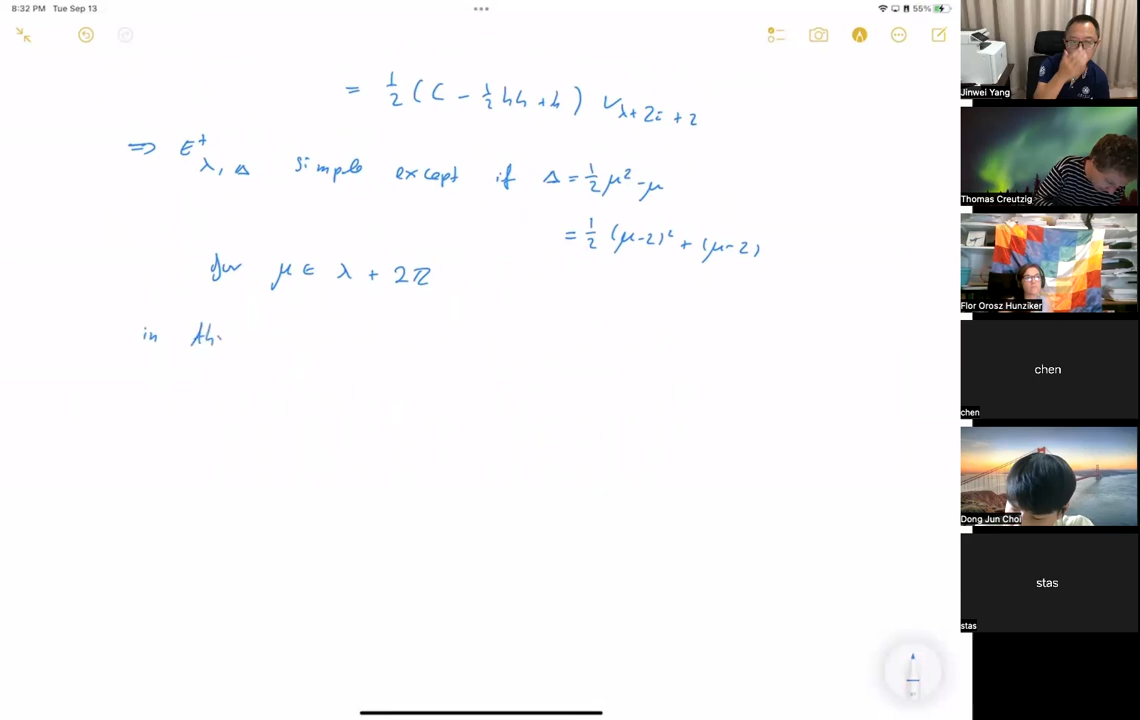 8:32 PM Tue Sep 13
55%
= 1/2 (C - 1/2 hh + h) v_{λ+2i+2}
⇒ E^+_{λ,Δ} simple except if Δ = 1/2 μ² - μ
= 1/2 (μ-2)² + (μ-2)
for μ ∈ λ + 2ℤ
in th
Jinwei Yang
Thomas Creutzig
Flor Orosz Hunziker
chen
chen
Dong Jun Choi
stas
stas